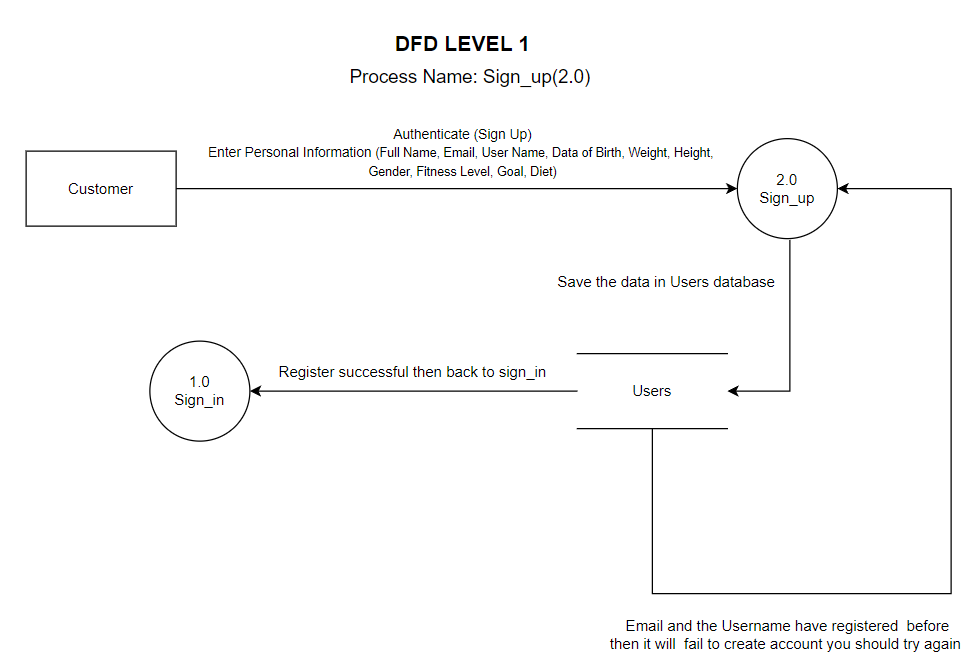 DFD LEVEL 1
Process Name: Sign_up(2.0)
Authenticate (Sign Up)
Enter Personal Information (Full Name, Email, User Name, Data of Birth, Weight, Height,
Gender, FItness Level, Goal, Diet)
Customer
2.0
Sign_up
Save the data in Users database
Register successful then back to sign_in
1.0
Sign_in
Users
Email and the Username have registered  before
then it will  fail to create account you should try again